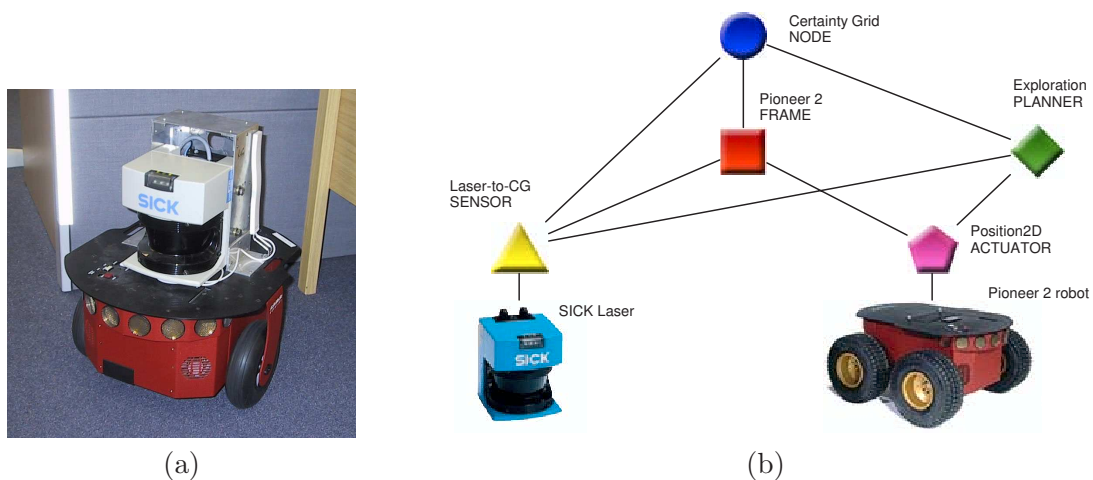 SICK
Certainty Grid
NODE
Pioneer 2
FRAME
Exploration
PLANNER
Laser-to-CG
SENSOR
Position2D
ACTUATOR
SICK Laser
SICK
Pioneer 2 robot
(a)
(b)